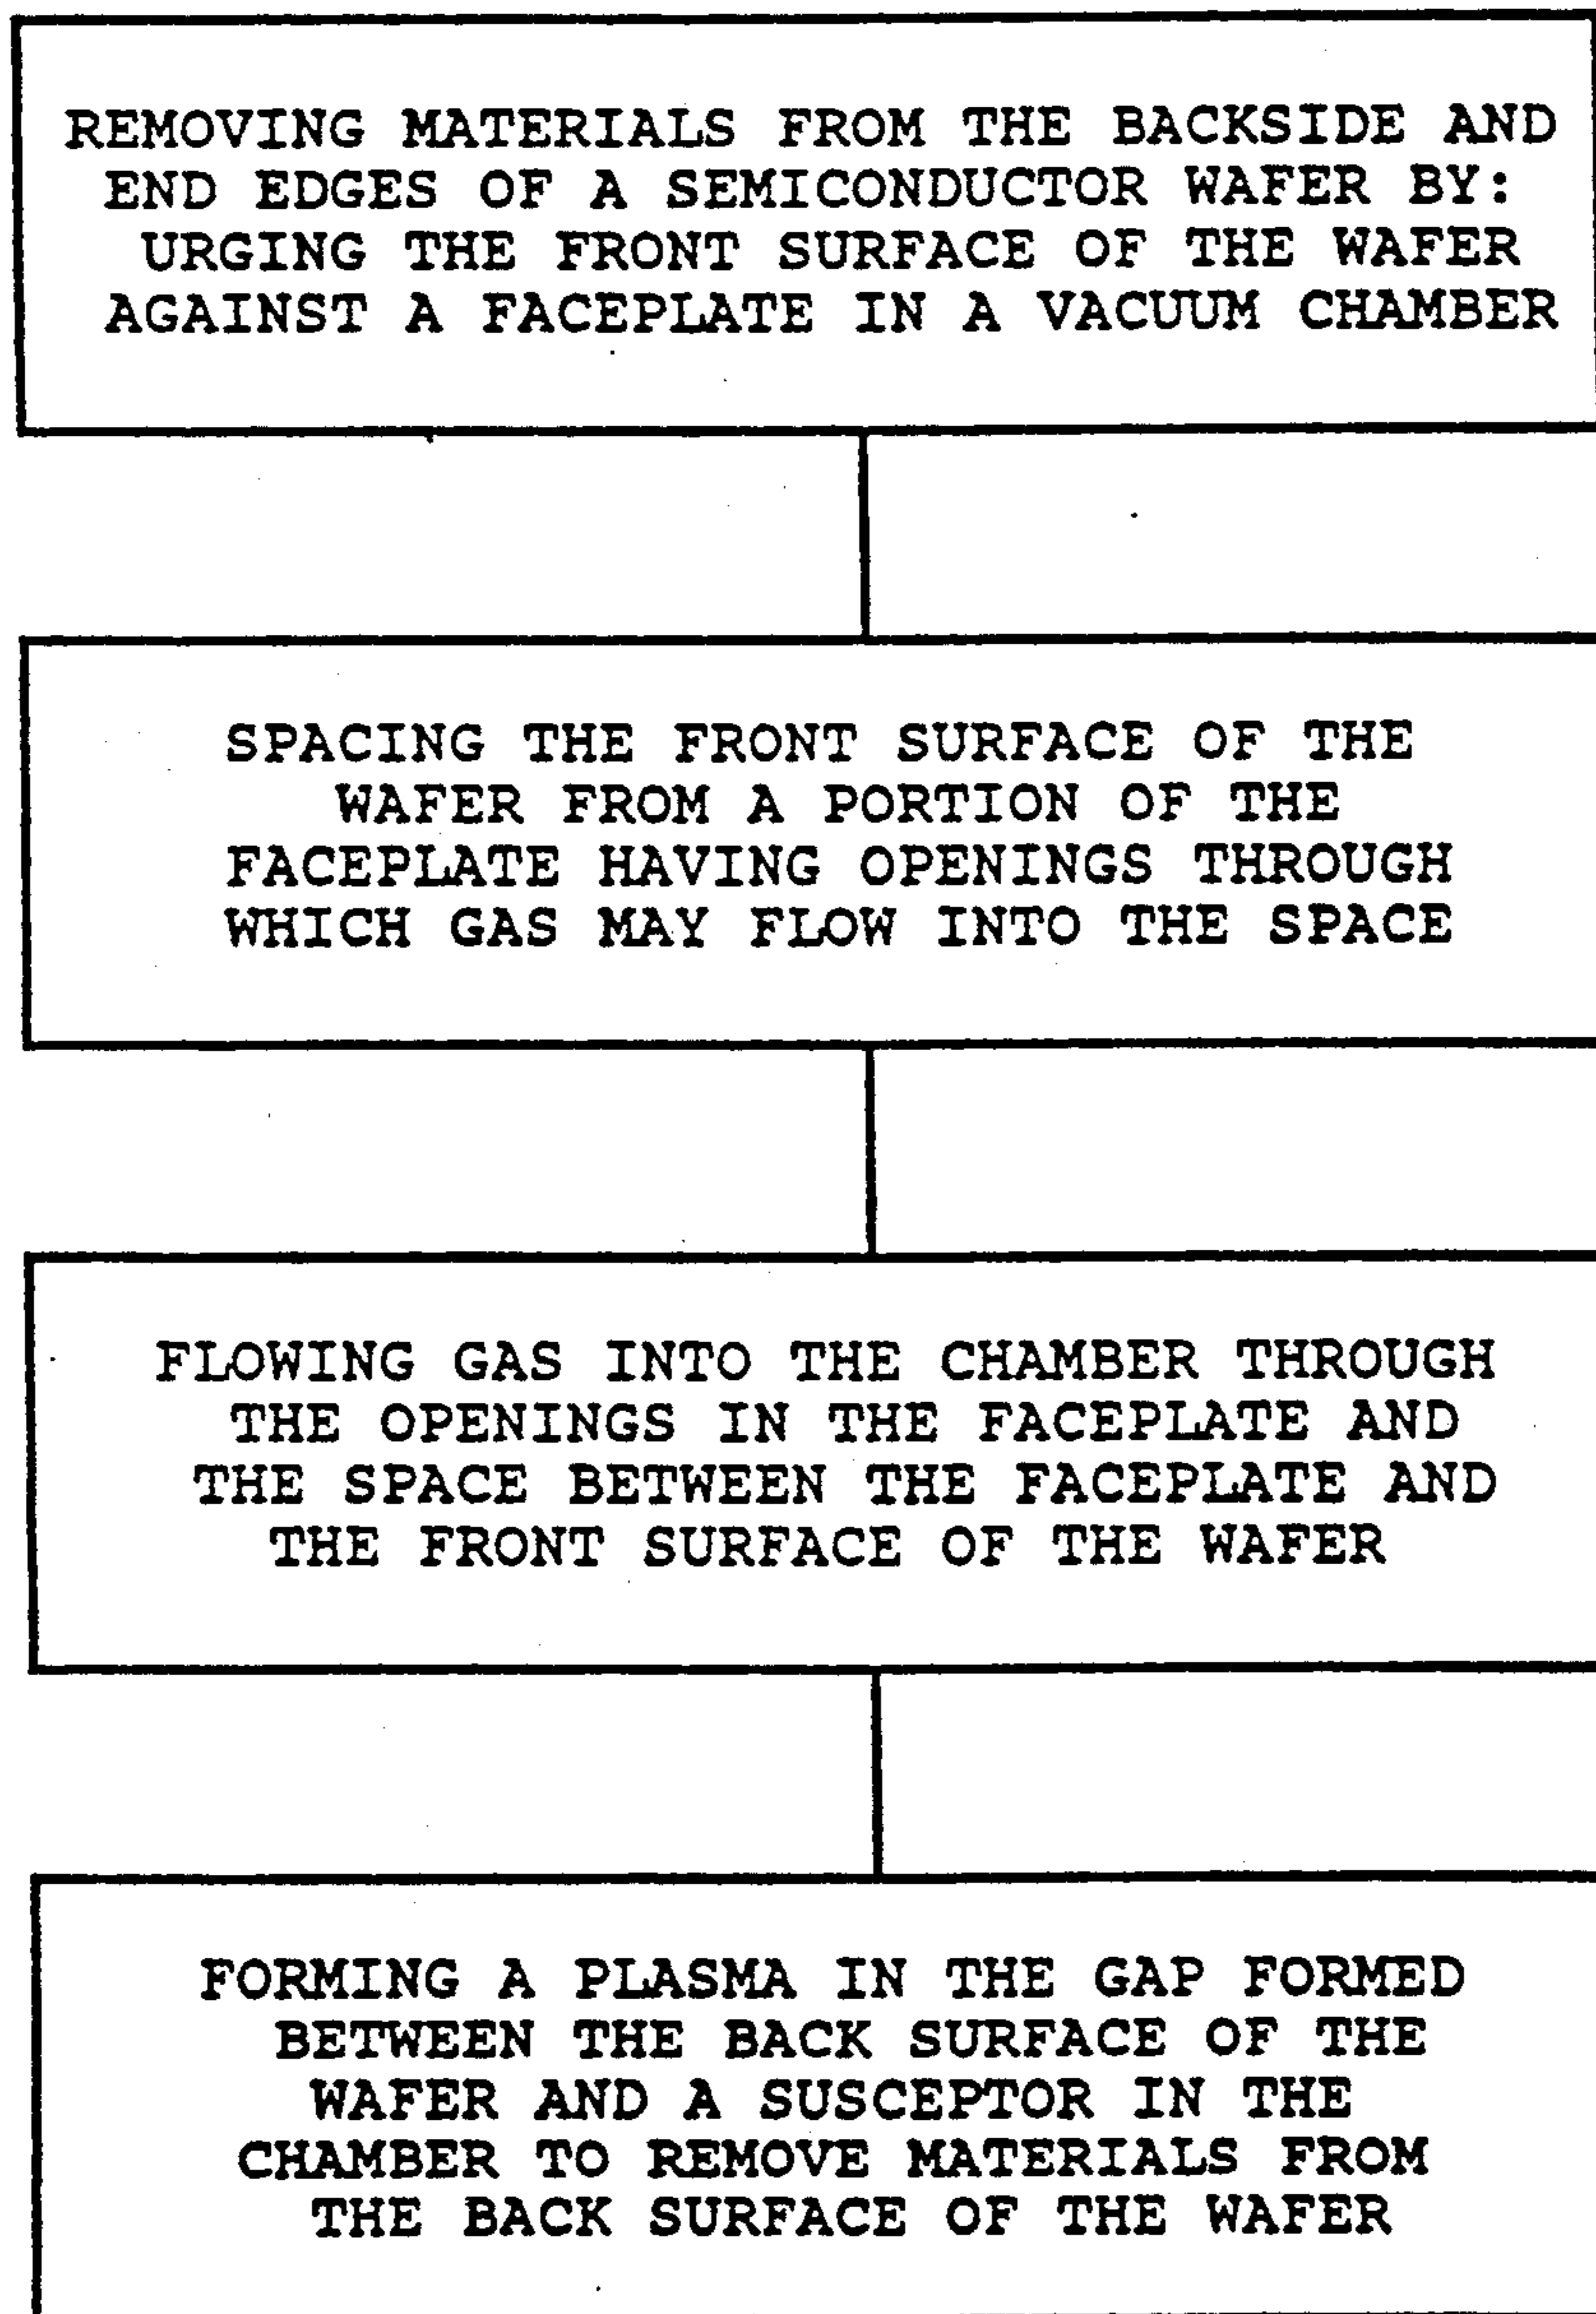 REMOVING MATERIALS FROM THE BACKSIDE AND
END EDGES OF A SEMICONDUCTOR WAFER BY:
URGING THE FRONT SURFACE OF THE WAFER
AGAINST A FACEPLATE IN A VACUUM CHAMBER
SPACING THE FRONT SURFACE OF THE
WAFER FROM A PORTION OF THE
FACEPLATE HAVING OPENINGS THROUGH
WHICH GAS MAY FLOW INTO THE SPACE
FLOWING GAS INTO THE CHAMBER THROUGH
THE OPENINGS IN THE FACEPLATE AND
THE SPACE BETWEEN THE FACEPLATE AND
THE FRONT SURFACE OF THE WAFER
FORMING A PLASMA IN THE GAP FORMED
BETWEEN THE BACK SURFACE OF THE
WAFER AND A SUSCEPTOR IN THE
CHAMBER TO REMOVE MATERIALS FROM
THE BACK SURFACE OF THE WAFER